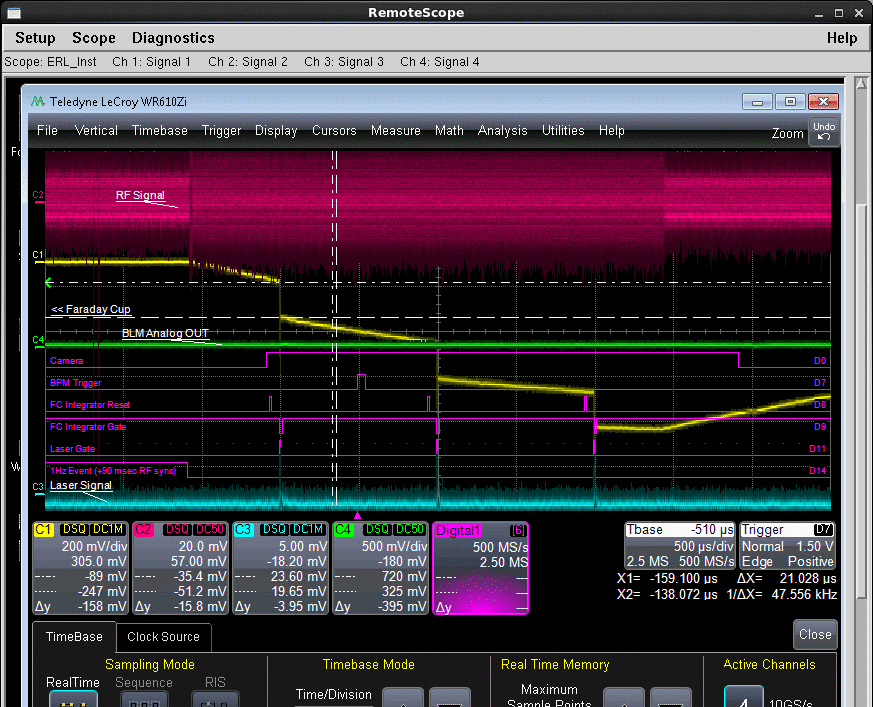 RemoteScope
Setup Scope Diagnostics Help
Scope: ERL_Inst Ch 1: Signal 1 Ch 2: Signal 2 Ch 3: Signal 3 Ch 4: Signal 4
Teledyne LeCroy WR610Zi
File Vertical Timebase Trigger Display Cursors Measure Math Analysis Utilities Help Zoom Undo
C2 RF Signal
C1
<< Faraday Cup
C4 BLM Analog OUT
Camera D0
BPM Trigger D7
FC Integrator Reset D8
FC Integrator Gate D9
Laser Gate D11
1Hz Event (+90 msec RF sync) D14
C3 Laser Signal
C1 DSQ DC1M C2 DSQ DC50 C3 DSQ DC1M C4 DSQ DC50 Digital1 [6] Tbase -510 µs Trigger D7
200 mV/div 20.0 mV 5.00 mV 500 mV/div 500 MS/s 500 µs/div Normal 1.50 V
305.0 mV 57.00 mV -18.20 mV -180 mV 2.50 MS 2.5 MS 500 MS/s Edge Positive
-89 mV -35.4 mV 23.60 mV 720 mV X1= -159.100 µs ΔX= 21.028 µs
-247 mV -51.2 mV 19.65 mV 325 mV X2= -138.072 µs 1/ΔX= 47.556 kHz
Δy -158 mV Δy -15.8 mV Δy -3.95 mV Δy -395 mV Δy
TimeBase Clock Source Close
Sampling Mode Timebase Mode Real Time Memory Active Channels
RealTime Sequence RIS
Time/Division Maximum
Sample Points 4 10GS/s